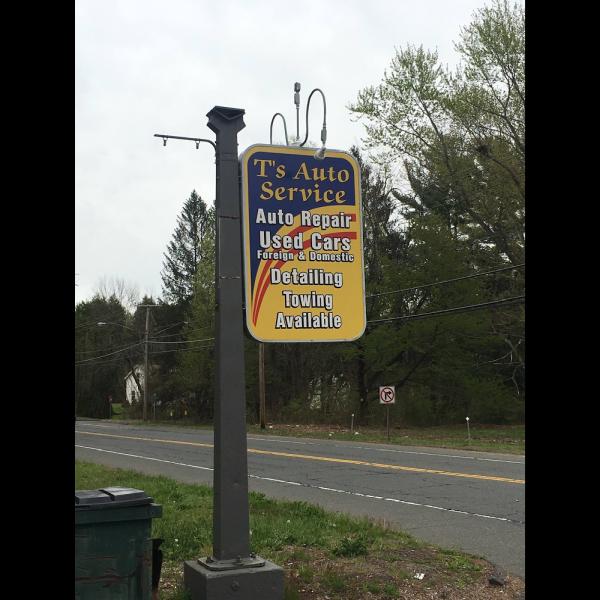 T's Auto
Service
Auto Repair
Used Cars
Foreign & Domestic
Detailing
Towing
Available